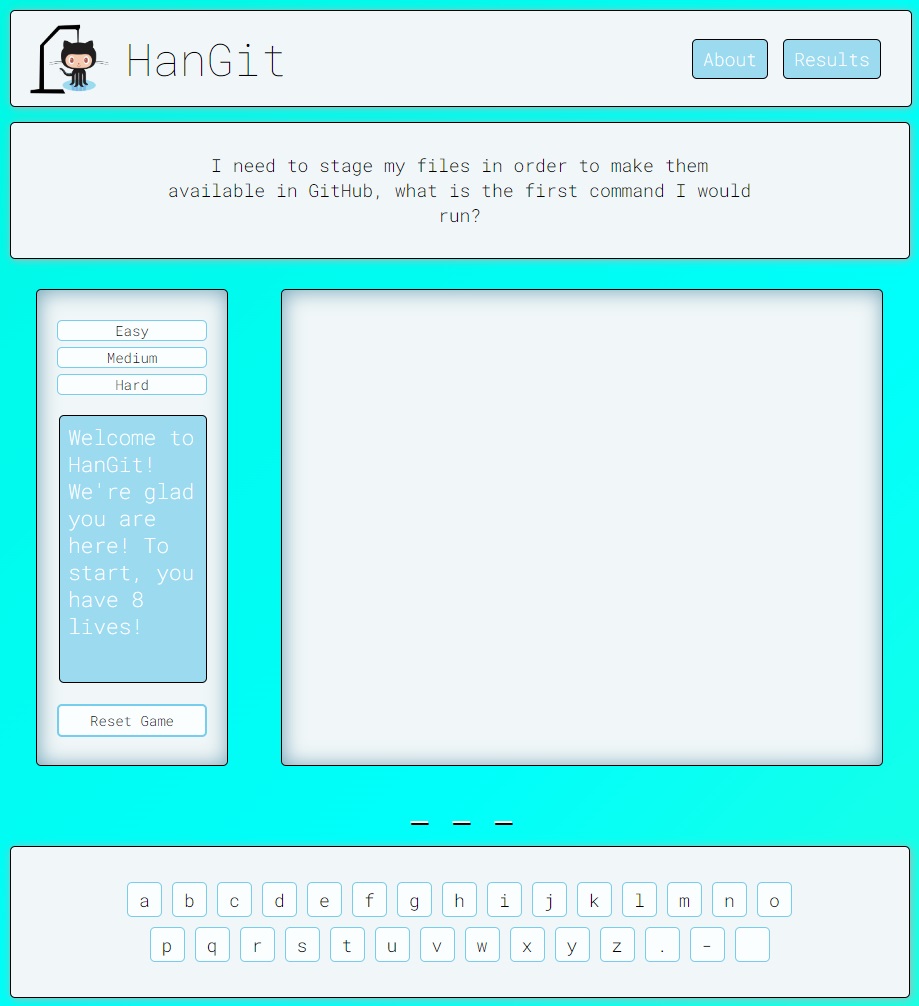 HanGit
About
Results
I need to stage my files in order to make them
available in GitHub, what is the first command I would
run?
Easy
Medium
Hard
Welcome to
HanGit!
We're glad
you are
here! To
start, you
have 8
lives!
Reset Game
_ _ _
a b c d e f g h i j k l m n o
p q r s t u v w x y z . -